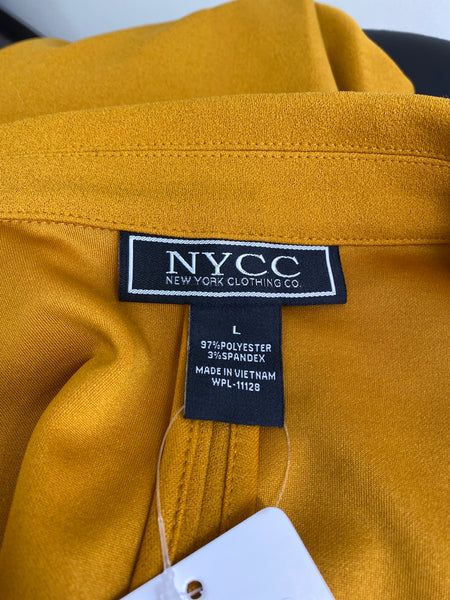 NYCC
NEW YORK CLOTHING CO.
L
97%POLYESTER
3%SPANDEX
MADE IN VIETNAM
WPL-11128